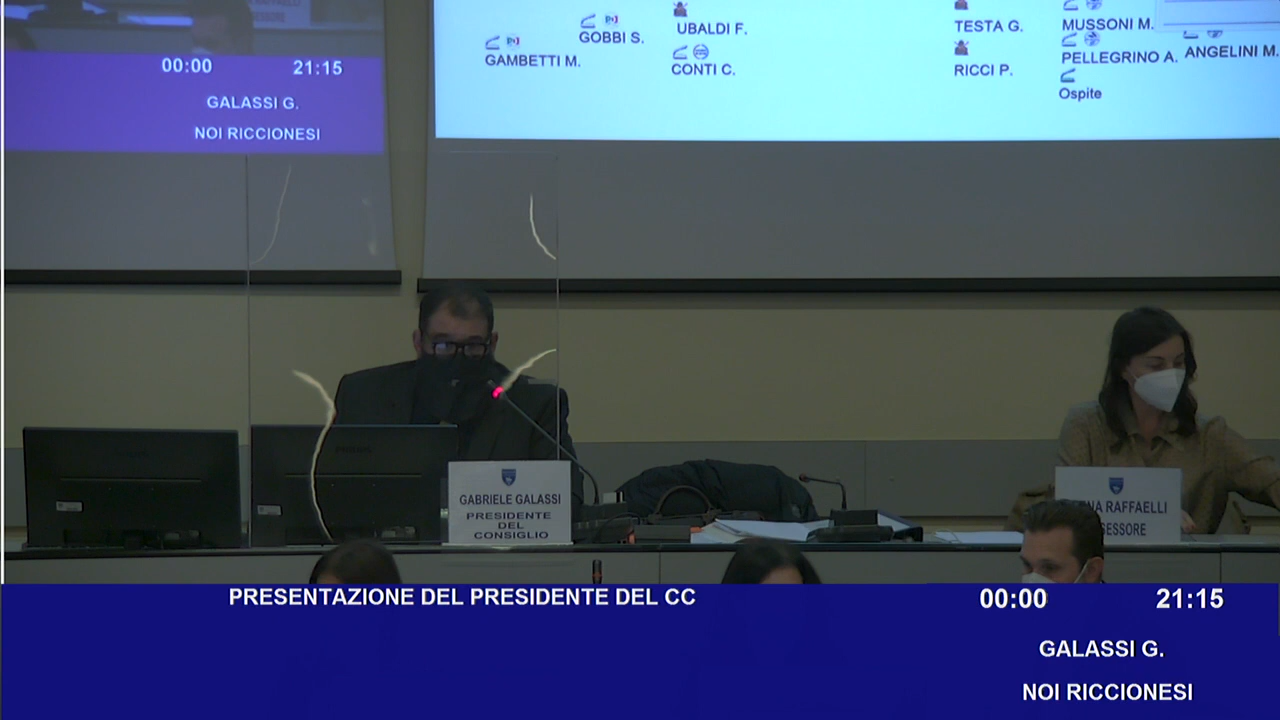 00:00 21:15
GALASSI G.
NOI RICCIONESI
GAMBETTI M.
GOBBI S.
UBALDI F.
CONTI C.
TESTA G.
RICCI P.
MUSSONI M.
PELLEGRINO A.
ANGELINI M.
Ospite
GABRIELE GALASSI
PRESIDENTE
DEL
CONSIGLIO
RAFFAELLI
PRESENTAZIONE DEL PRESIDENTE DEL CC
00:00 21:15
GALASSI G.
NOI RICCIONESI